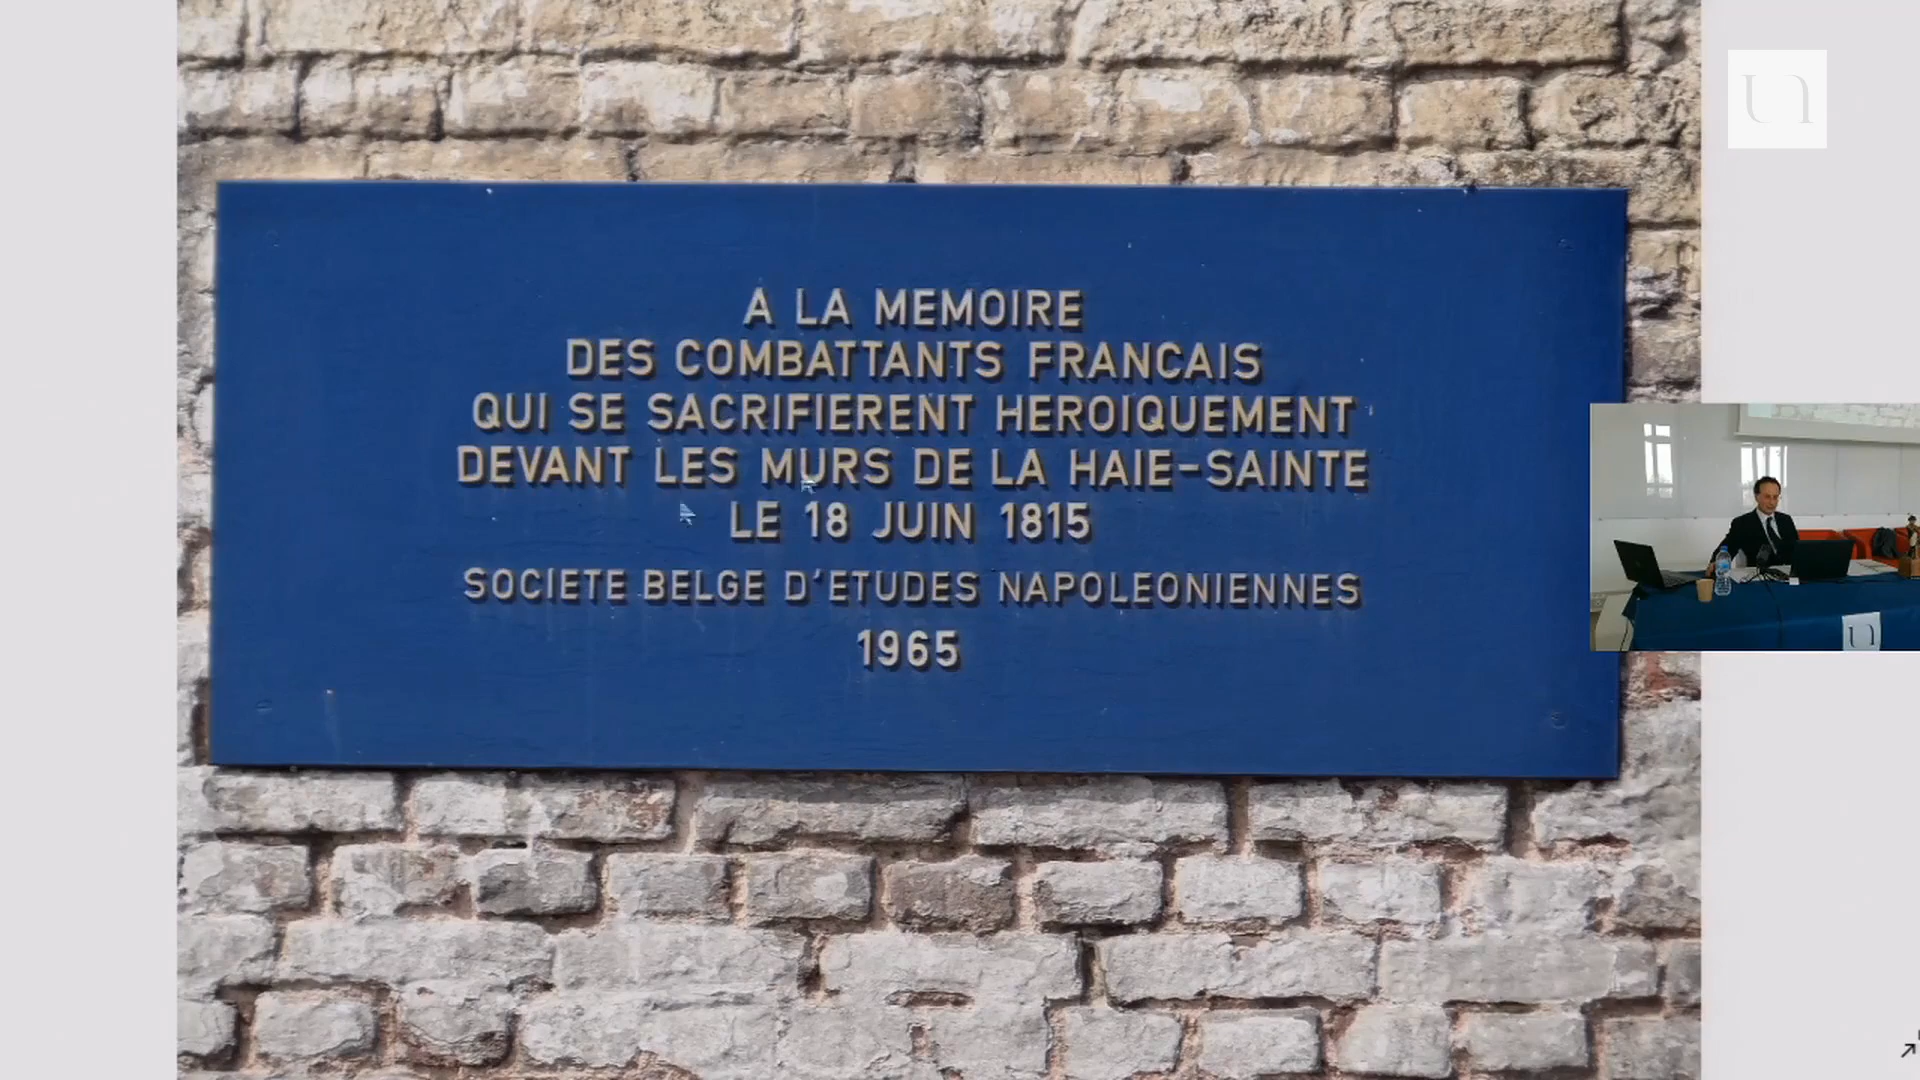 A LA MEMOIRE
DES COMBATTANTS FRANCAIS
QUI SE SACRIFIERENT HEROIQUEMENT
DEVANT LES MURS DE LA HAIE-SAINTE
LE 18 JUIN 1815
SOCIETE BELGE D'ETUDES NAPOLEONIENNES
1965